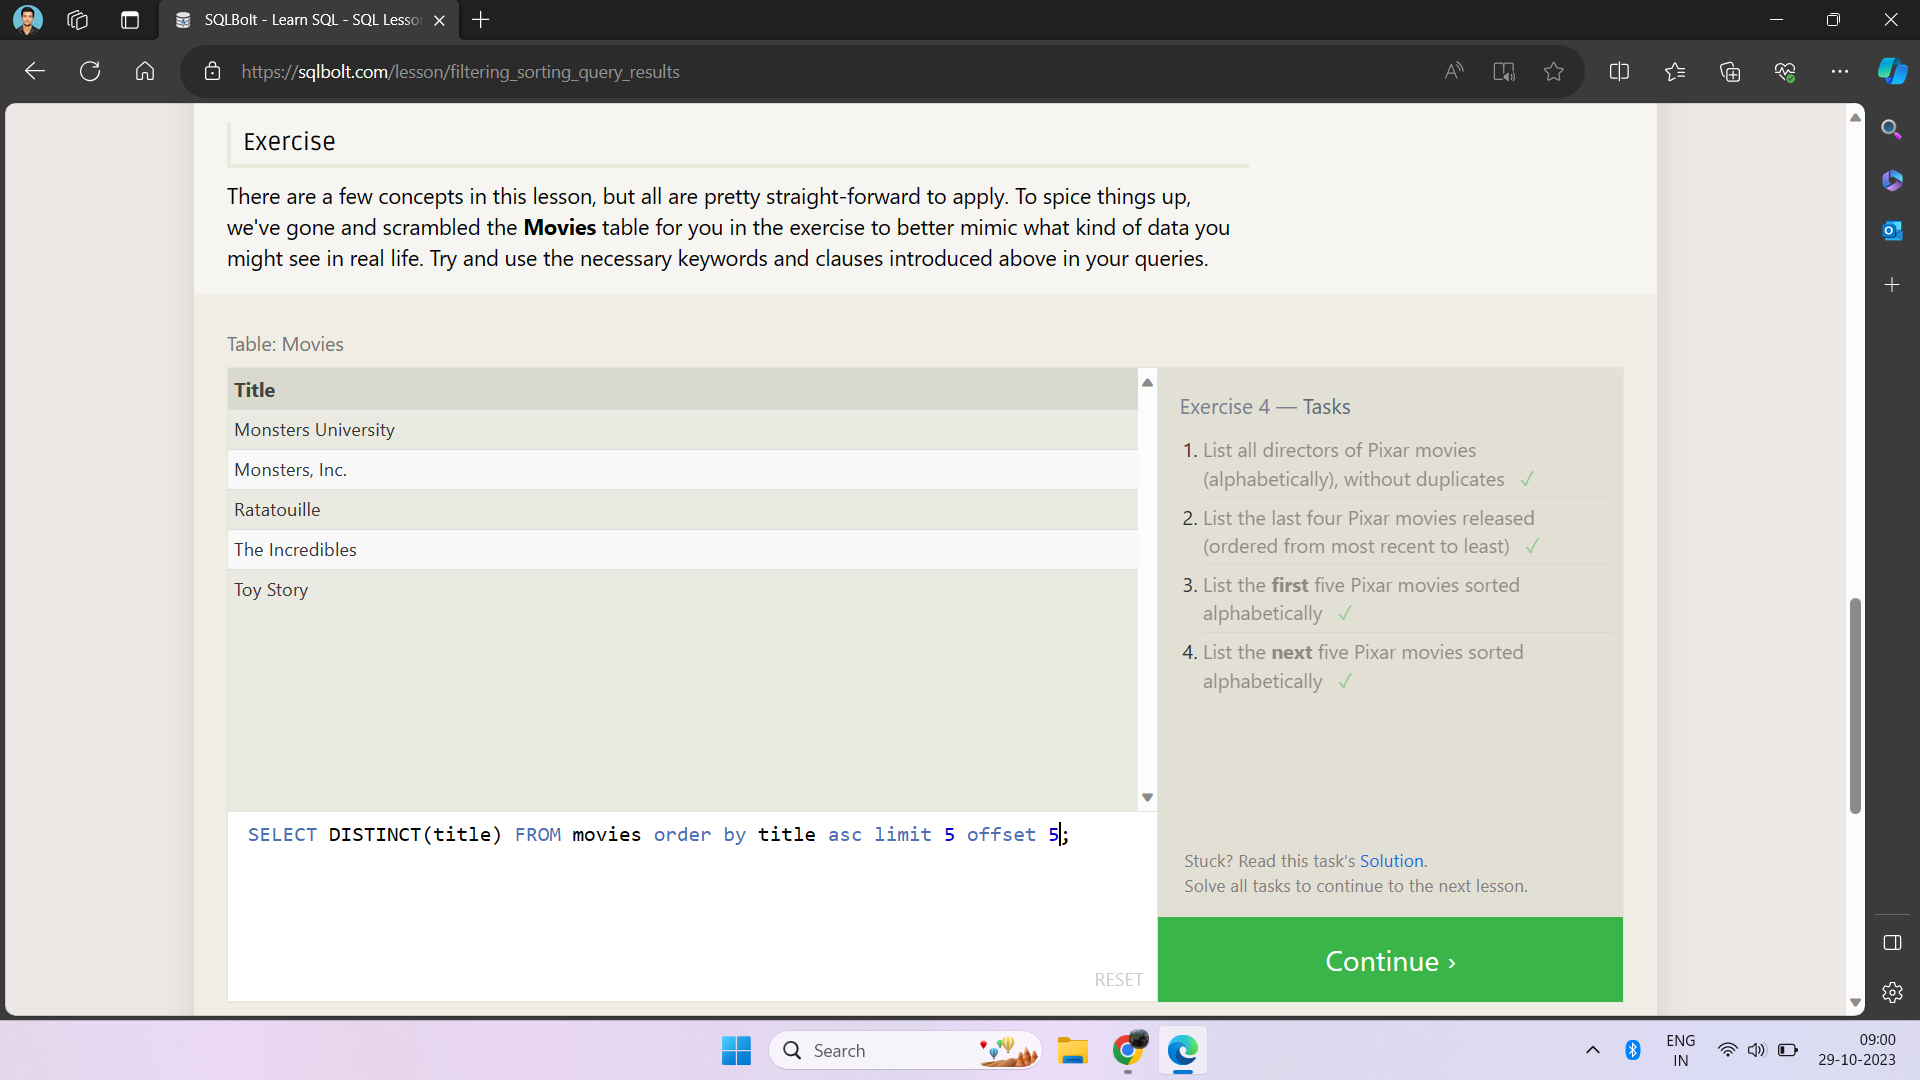 SQLBolt - Learn SQL - SQL Lesso
https://sqlbolt.com/lesson/filtering_sorting_query_results
Exercise
There are a few concepts in this lesson, but all are pretty straight-forward to apply. To spice things up,
we've gone and scrambled the Movies table for you in the exercise to better mimic what kind of data you
might see in real life. Try and use the necessary keywords and clauses introduced above in your queries.
Table: Movies
Title
Monsters University
Monsters, Inc.
Ratatouille
The Incredibles
Toy Story
SELECT DISTINCT(title) FROM movies order by title asc limit 5 offset 5;
RESET
Exercise 4 — Tasks
1. List all directors of Pixar movies
(alphabetically), without duplicates ✓
2. List the last four Pixar movies released
(ordered from most recent to least) ✓
3. List the first five Pixar movies sorted
alphabetically ✓
4. List the next five Pixar movies sorted
alphabetically ✓
Stuck? Read this task's Solution.
Solve all tasks to continue to the next lesson.
Continue ›
Search
ENG
IN
09:00
29-10-2023